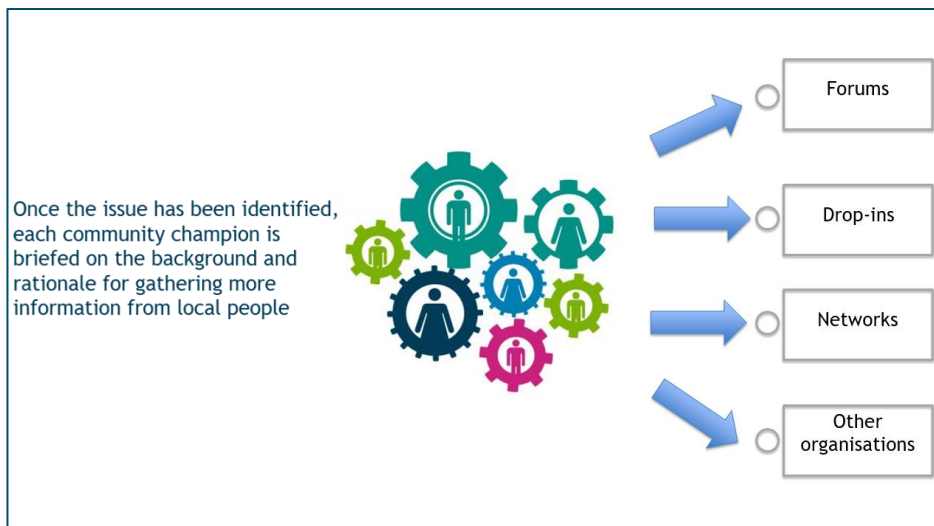 Once the issue has been identified,
each community champion is
briefed on the background and
rationale for gathering more
information from local people
Forums
Drop-ins
Networks
Other
organisations